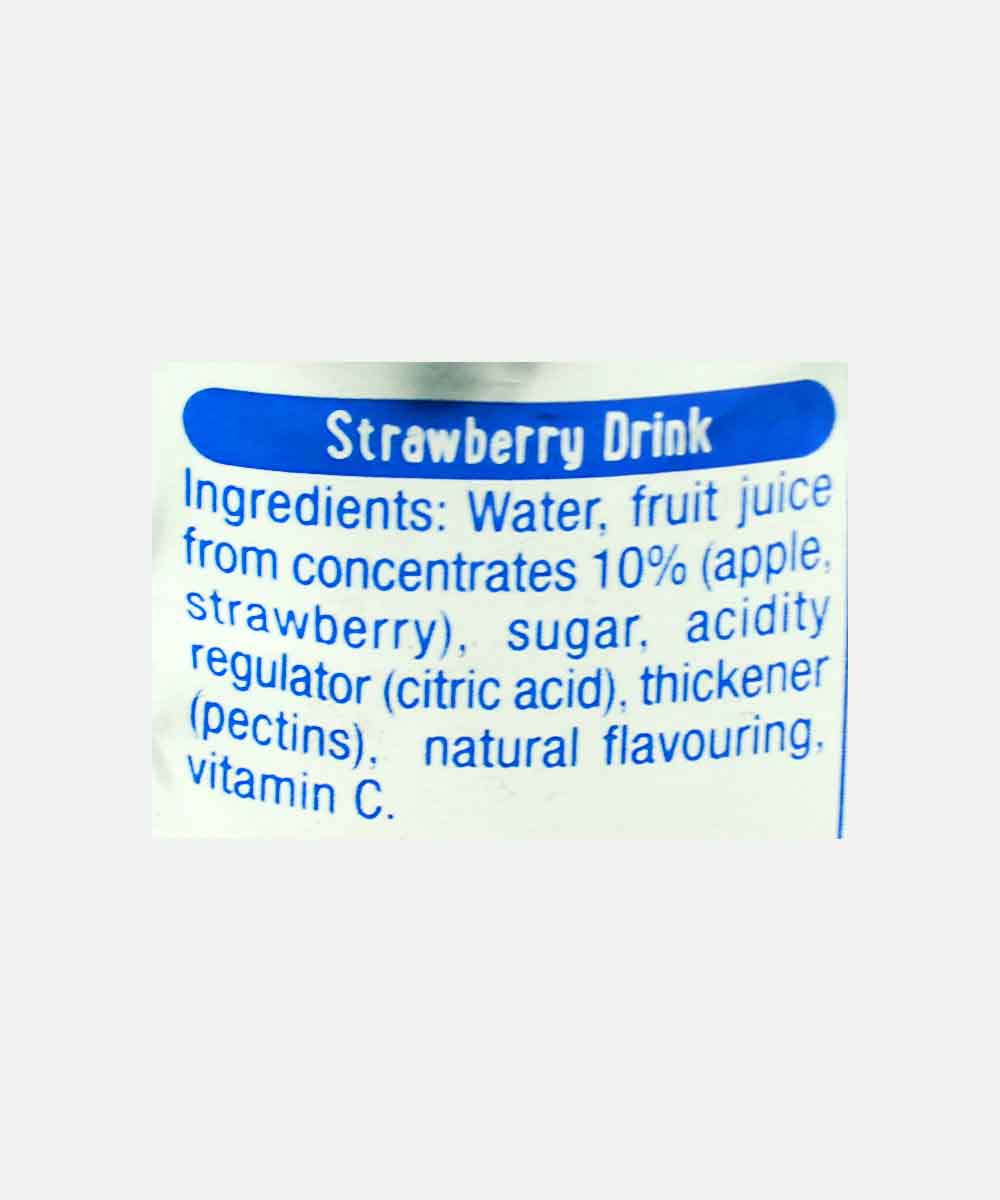 Strawberry Drink
Ingredients: Water, fruit juice
from concentrates 10% (apple,
strawberry), sugar, acidity
regulator (citric acid), thickener
(pectins), natural flavouring,
vitamin C.